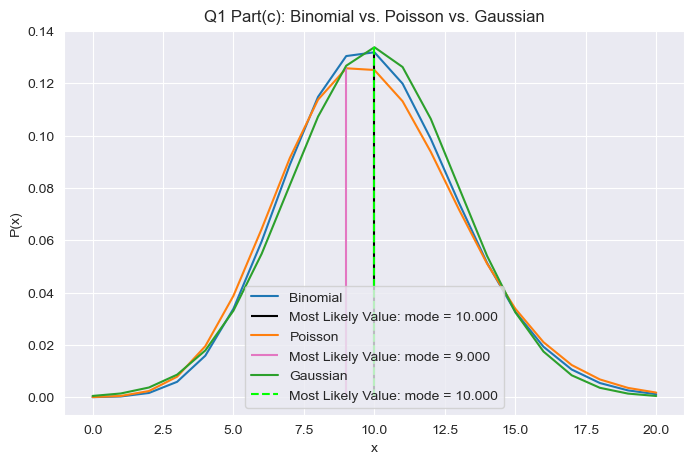 Q1 Part(c): Binomial vs. Poisson vs. Gaussian
0.14
0.12
0.10
0.08
0.06
0.04
0.02
0.00
P(x)
Binomial
Most Likely Value: mode = 10.000
Poisson
Most Likely Value: mode = 9.000
Gaussian
Most Likely Value: mode = 10.000
0.0 2.5 5.0 7.5 10.0 12.5 15.0 17.5 20.0
x